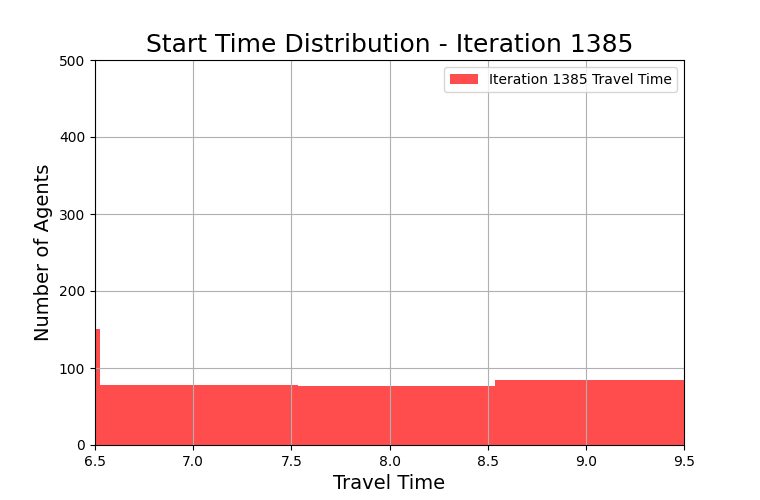 Start Time Distribution - Iteration 1385
500
Iteration 1385 Travel Time
400
300
200
100
0
Number of Agents
6.5 7.0 7.5 8.0 8.5 9.0 9.5
Travel Time